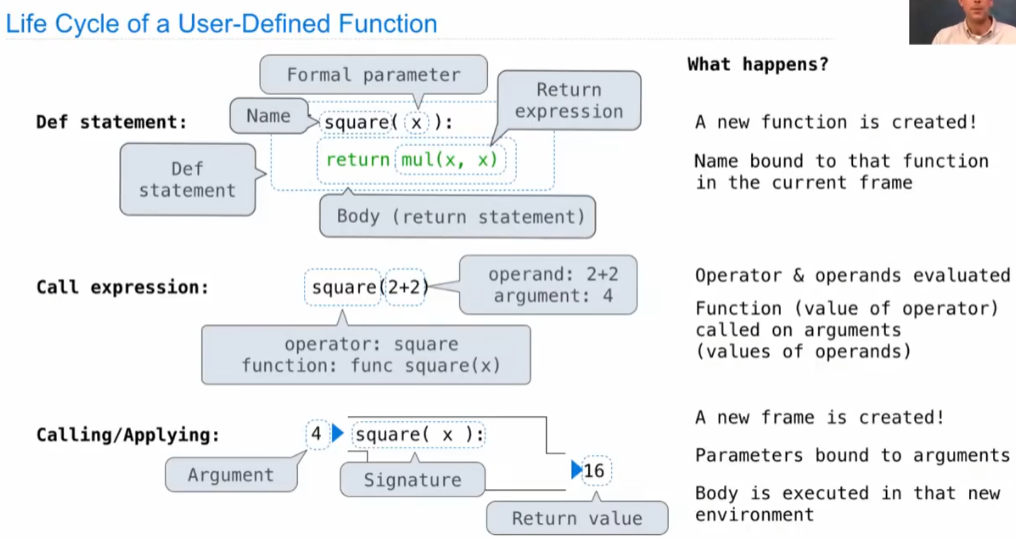 Life Cycle of a User-Defined Function
What happens?
Def statement:
Formal parameter
Name
Return
expression
square( x ):
return mul(x, x)
Def
statement
Body (return statement)
A new function is created!
Name bound to that function
in the current frame
Call expression:
square(2+2)
operand: 2+2
argument: 4
operator: square
function: func square(x)
Operator & operands evaluated
Function (value of operator)
called on arguments
(values of operands)
Calling/Applying:
4
square( x ):
Argument
Signature
16
Return value
A new frame is created!
Parameters bound to arguments
Body is executed in that new
environment